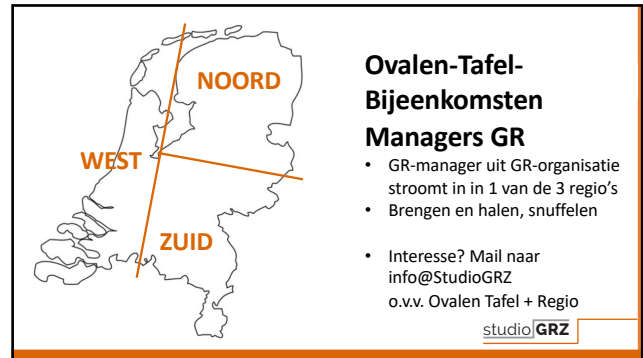 NOORD
WEST
ZUID
Ovalen-Tafel-
Bijeenkomsten
Managers GR
• GR-manager uit GR-organisatie
stroomt in in 1 van de 3 regio's
• Brengen en halen, snuffelen
• Interesse? Mail naar
info@StudioGRZ
o.v.v. Ovalen Tafel + Regio
studio GRZ